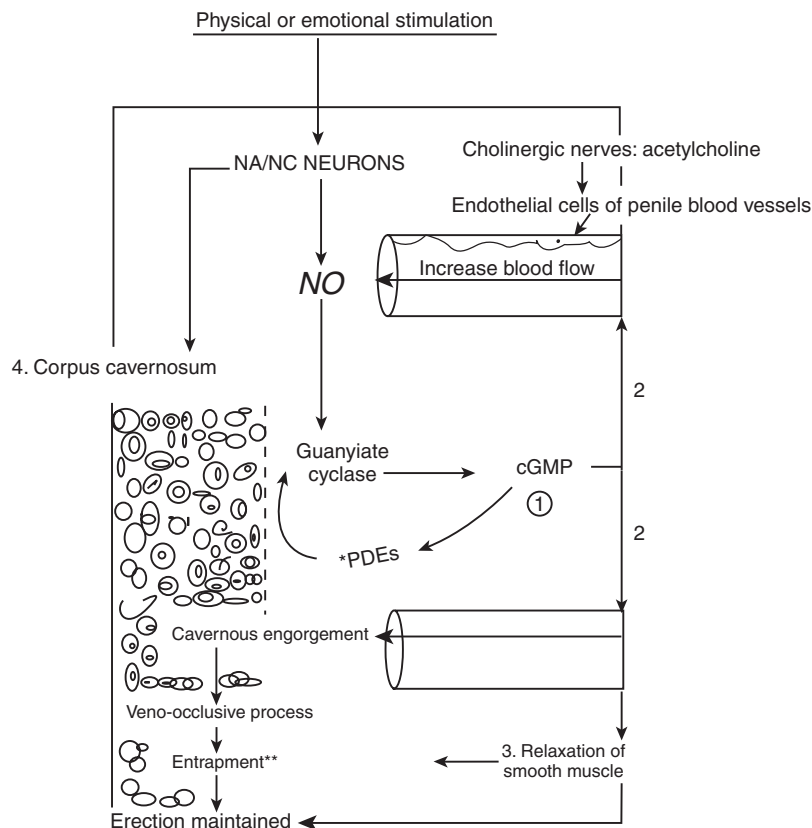 Physical or emotional stimulation
Cholinergic nerves: acetylcholine
NA/NC NEURONS
Endothelial cells of penile blood vessels
NO
Increase blood flow
4. Corpus cavernosum
2
Guanyiate
cyclase
cGMP
1
2
*PDEs
Cavernous engorgement
Veno-occlusive process
3. Relaxation of
smooth muscle
Entrapment**
Erection maintained